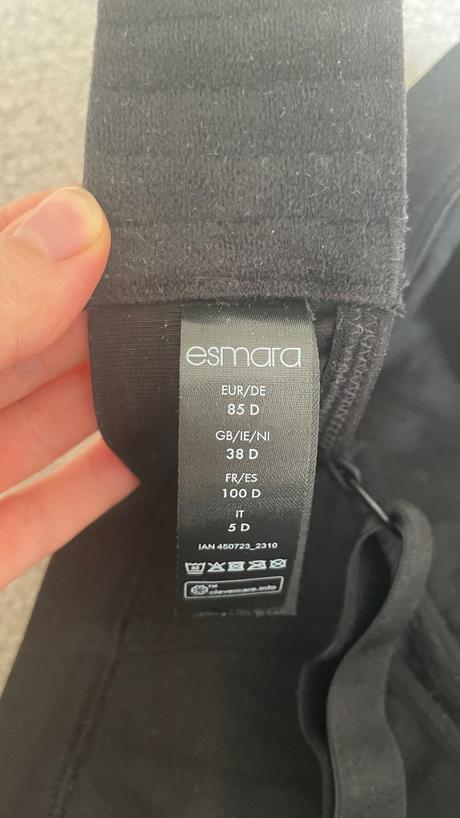 esmara
EUR/DE
85 D
GB/IE/NI
38 D
FR/ES
100 D
IT
5 D
IAN 450723_2310
clevercare.info